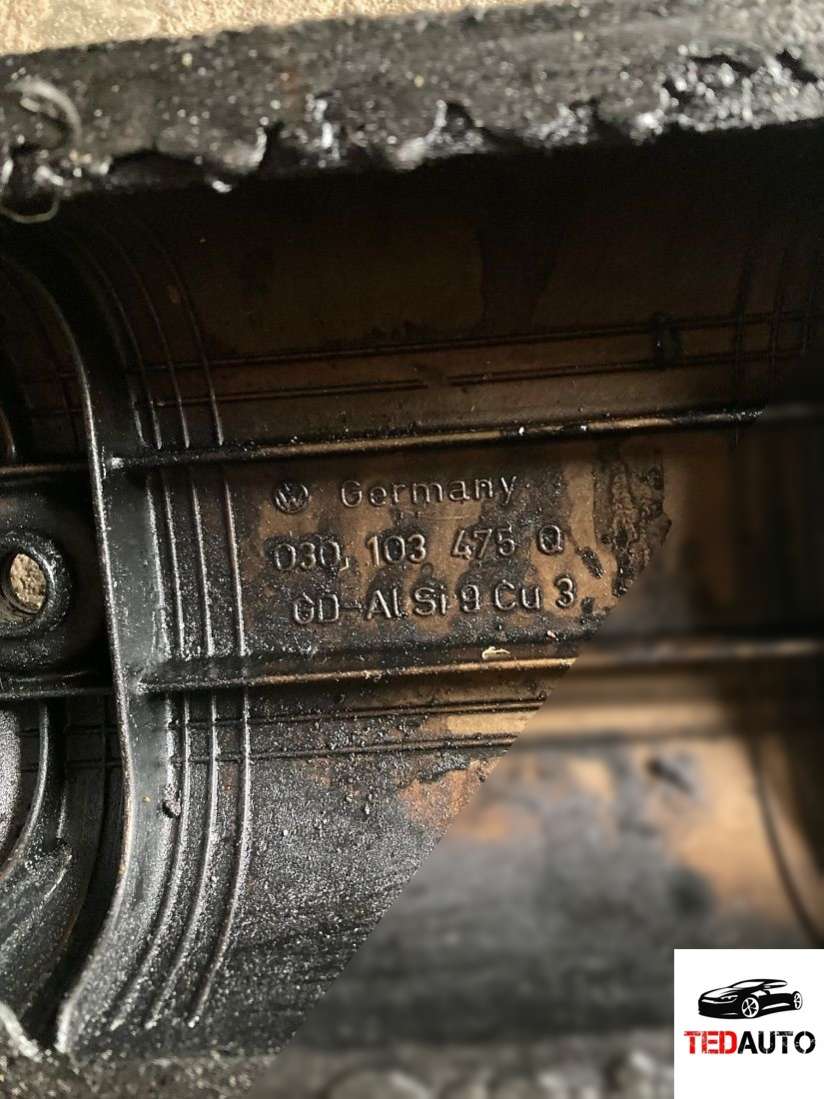 Germany
030 103 475 Q
GD-AlSi9Cu3
TEDAUTO